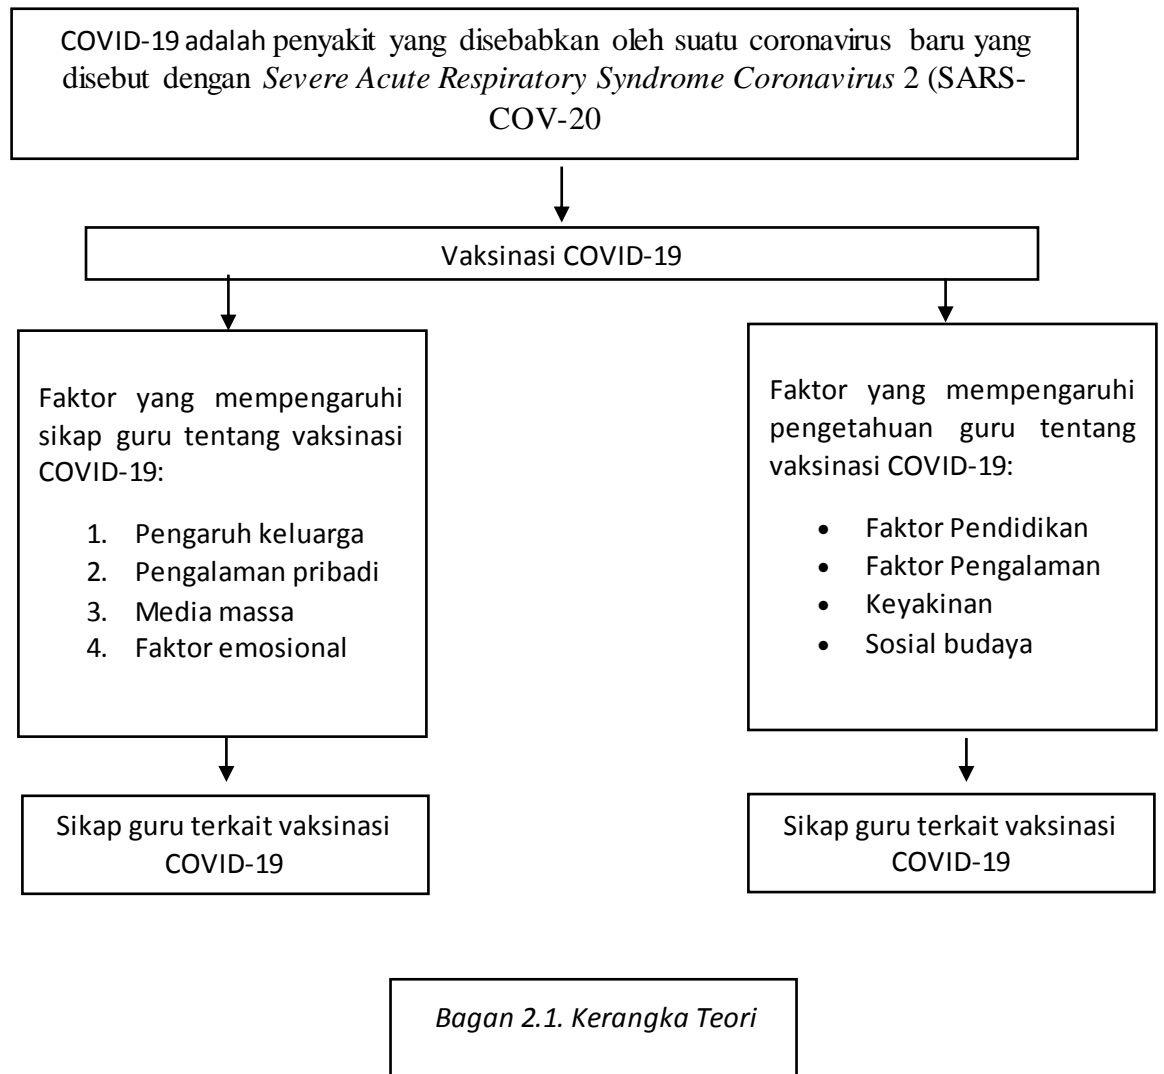 COVID-19 adalah penyakit yang disebabkan oleh suatu coronavirus baru yang
disebut dengan Severe Acute Respiratory Syndrome Coronavirus 2 (SARS-
COV-20
Vaksinasi COVID-19
Faktor yang mempengaruhi
sikap guru tentang vaksinasi
COVID-19:
1. Pengaruh keluarga
2. Pengalaman pribadi
3. Media massa
4. Faktor emosional
Faktor yang mempengaruhi
pengetahuan guru tentang
vaksinasi COVID-19:
• Faktor Pendidikan
• Faktor Pengalaman
• Keyakinan
• Sosial budaya
Sikap guru terkait vaksinasi
COVID-19
Sikap guru terkait vaksinasi
COVID-19
Bagan 2.1. Kerangka Teori